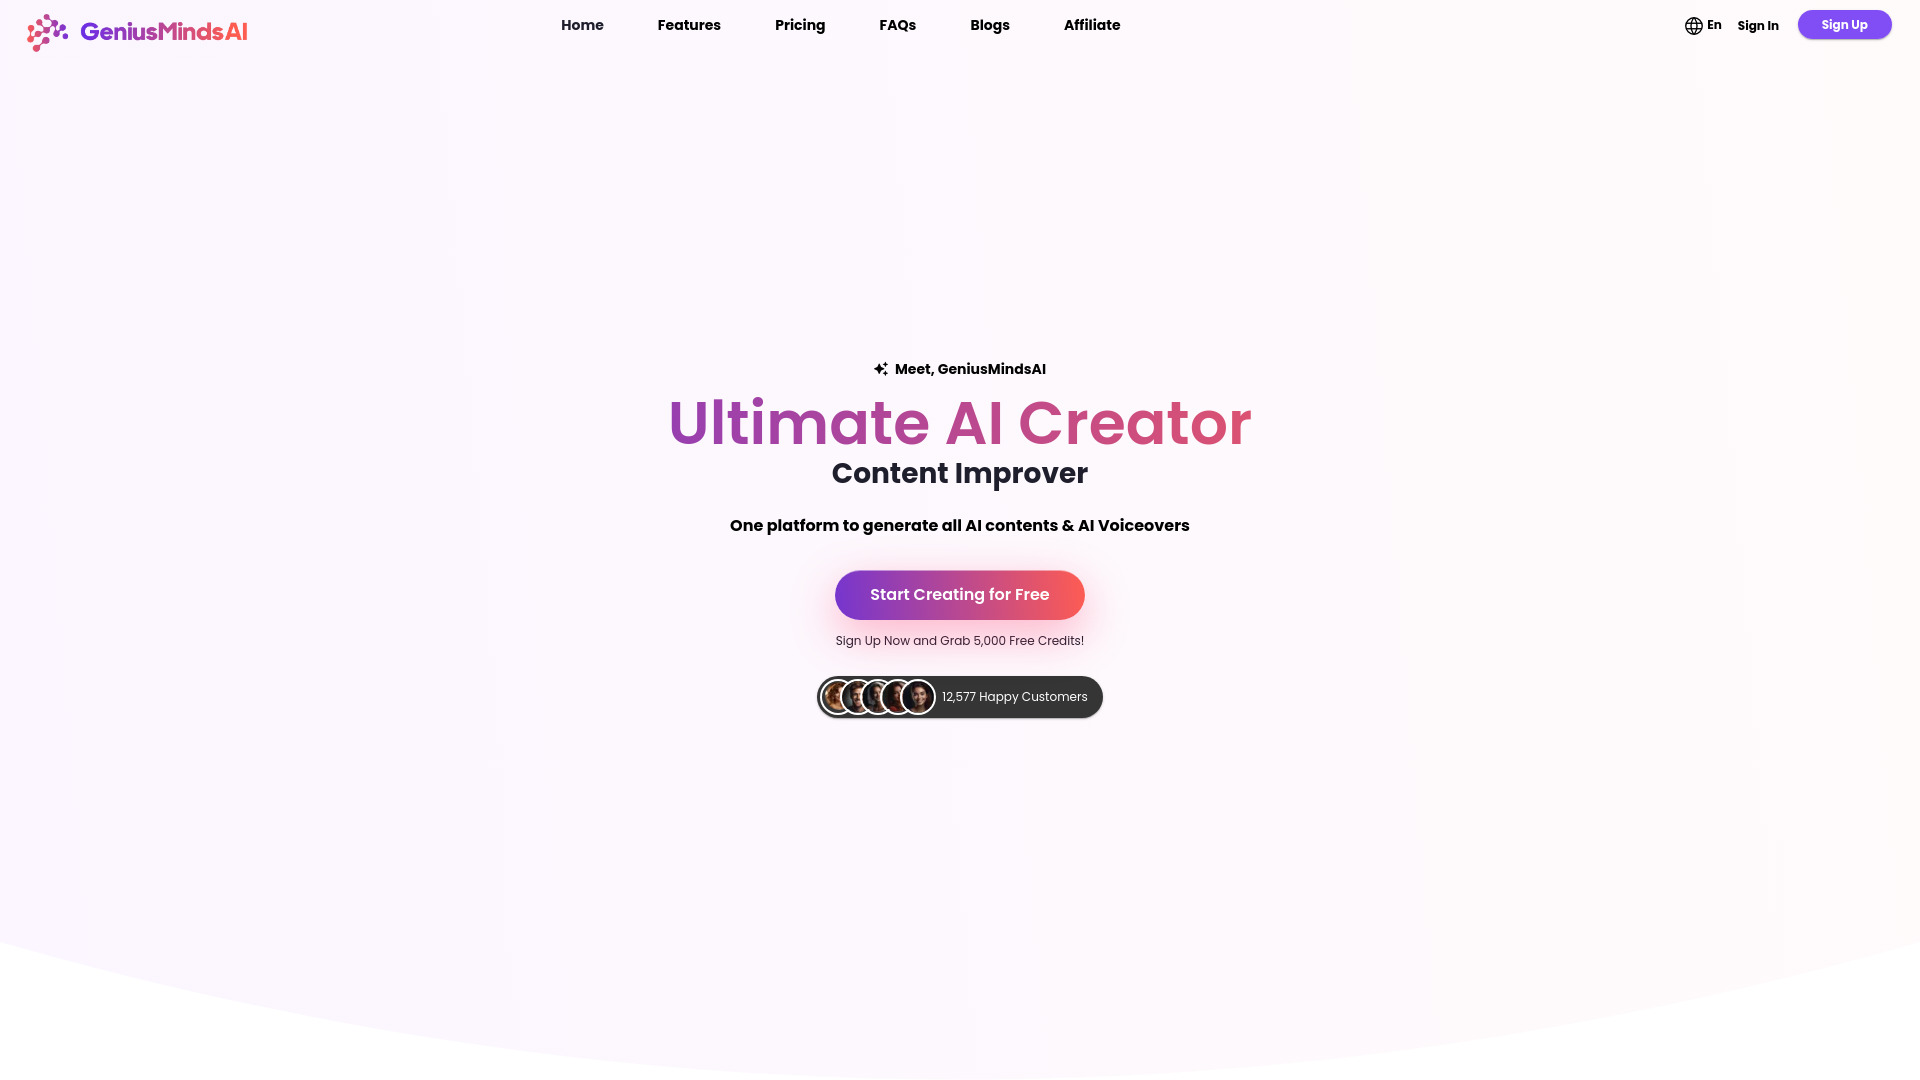 GeniusMindsAI
Home
Features
Pricing
FAQs
Blogs
Affiliate
En
Sign In
Sign Up
Meet, GeniusMindsAI
Ultimate AI Creator
Content Improver
One platform to generate all AI contents & AI Voiceovers
Start Creating for Free
Sign Up Now and Grab 5,000 Free Credits!
12,577 Happy Customers